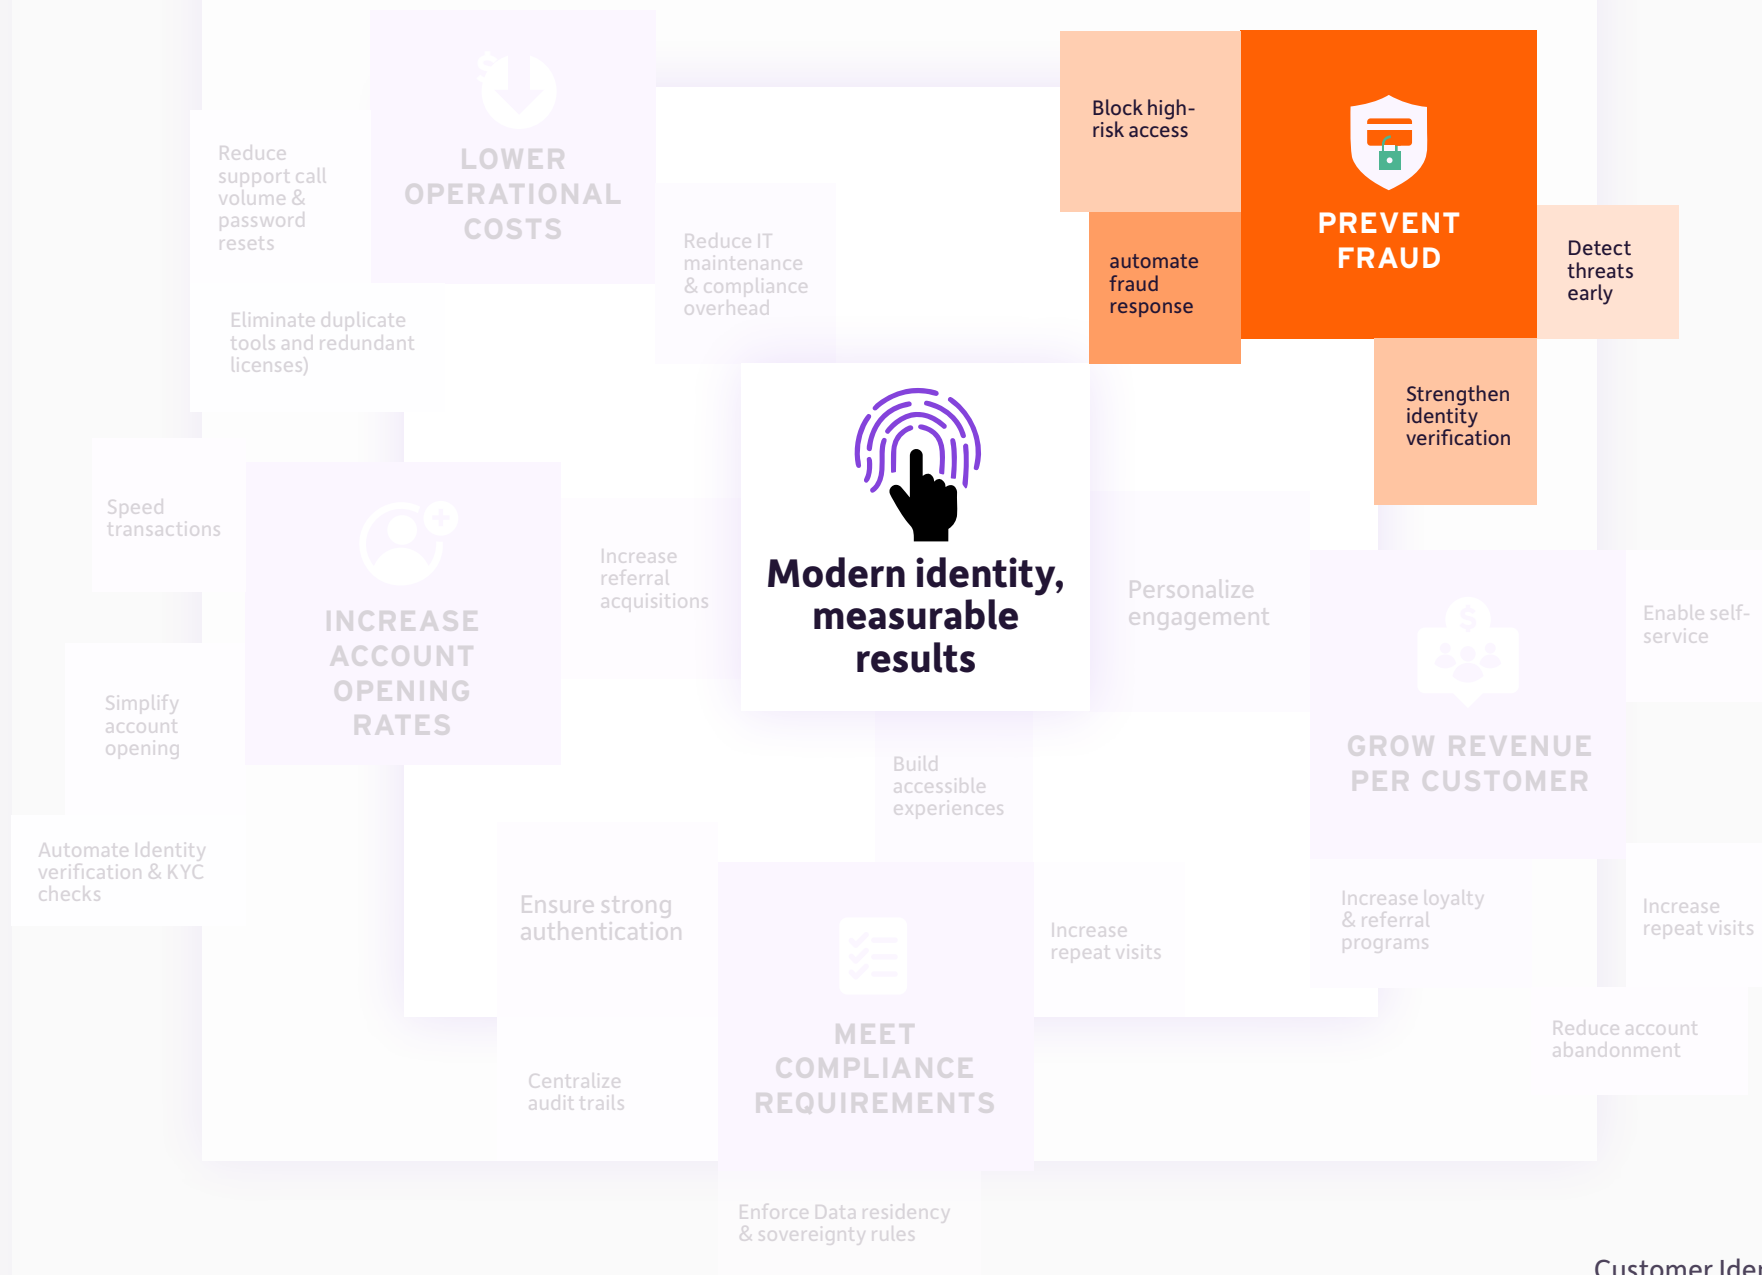 LOWER
OPERATIONAL
COSTS
Reduce
support call
volume &
password
resets
Eliminate duplicate
tools and redundant
licenses)
Reduce IT
maintenance
& compliance
overhead
Block high-
risk access
PREVENT
FRAUD
automate
fraud
response
Detect
threats
early
Strengthen
identity
verification
Modern identity,
measurable
results
Speed
transactions
INCREASE
ACCOUNT
OPENING
RATES
Increase
referral
acquisitions
Simplify
account
opening
Automate Identity
verification & KYC
checks
Personalize
engagement
$
GROW REVENUE
PER CUSTOMER
Enable self-
service
Build
accessible
experiences
Ensure strong
authentication
MEET
COMPLIANCE
REQUIREMENTS
Increase
repeat visits
Increase loyalty
& referral
programs
Increase
repeat visits
Reduce account
abandonment
Centralize
audit trails
Enforce Data residency
& sovereignty rules
Customer